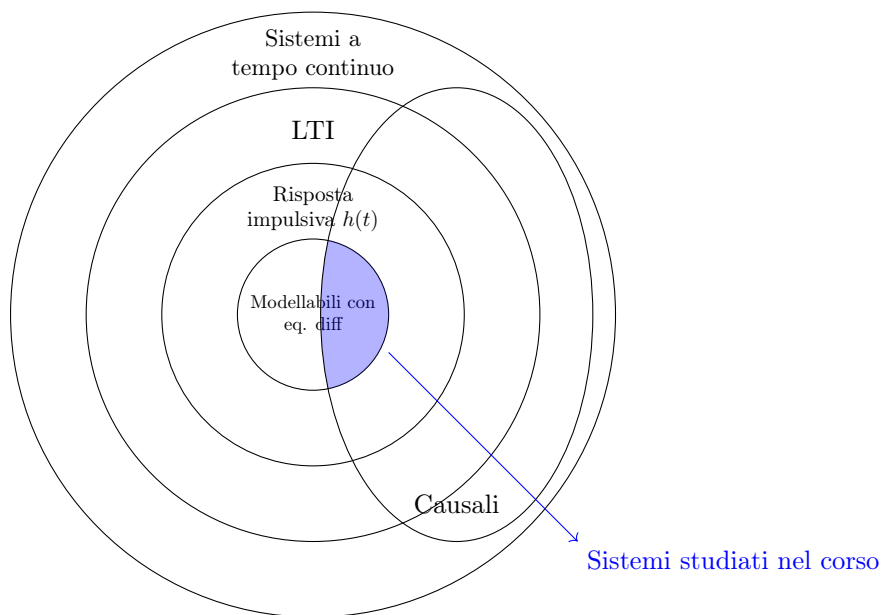 Sistemi a
tempo continuo
LTI
Risposta
impulsiva h(t)
Modellabili con
eq. diff
Causali
Sistemi studiati nel corso